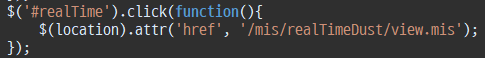 $('#realTime').click(function(){
    $(location).attr('href', '/mis/realTimeDust/view.mis');
});